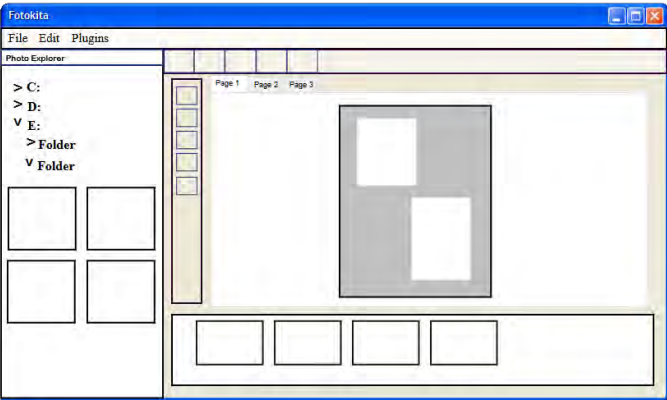 Fotokita
File Edit Plugins
Photo Explorer
Page 1 Page 2 Page 3
> C:
> D:
v E:
> Folder
v Folder